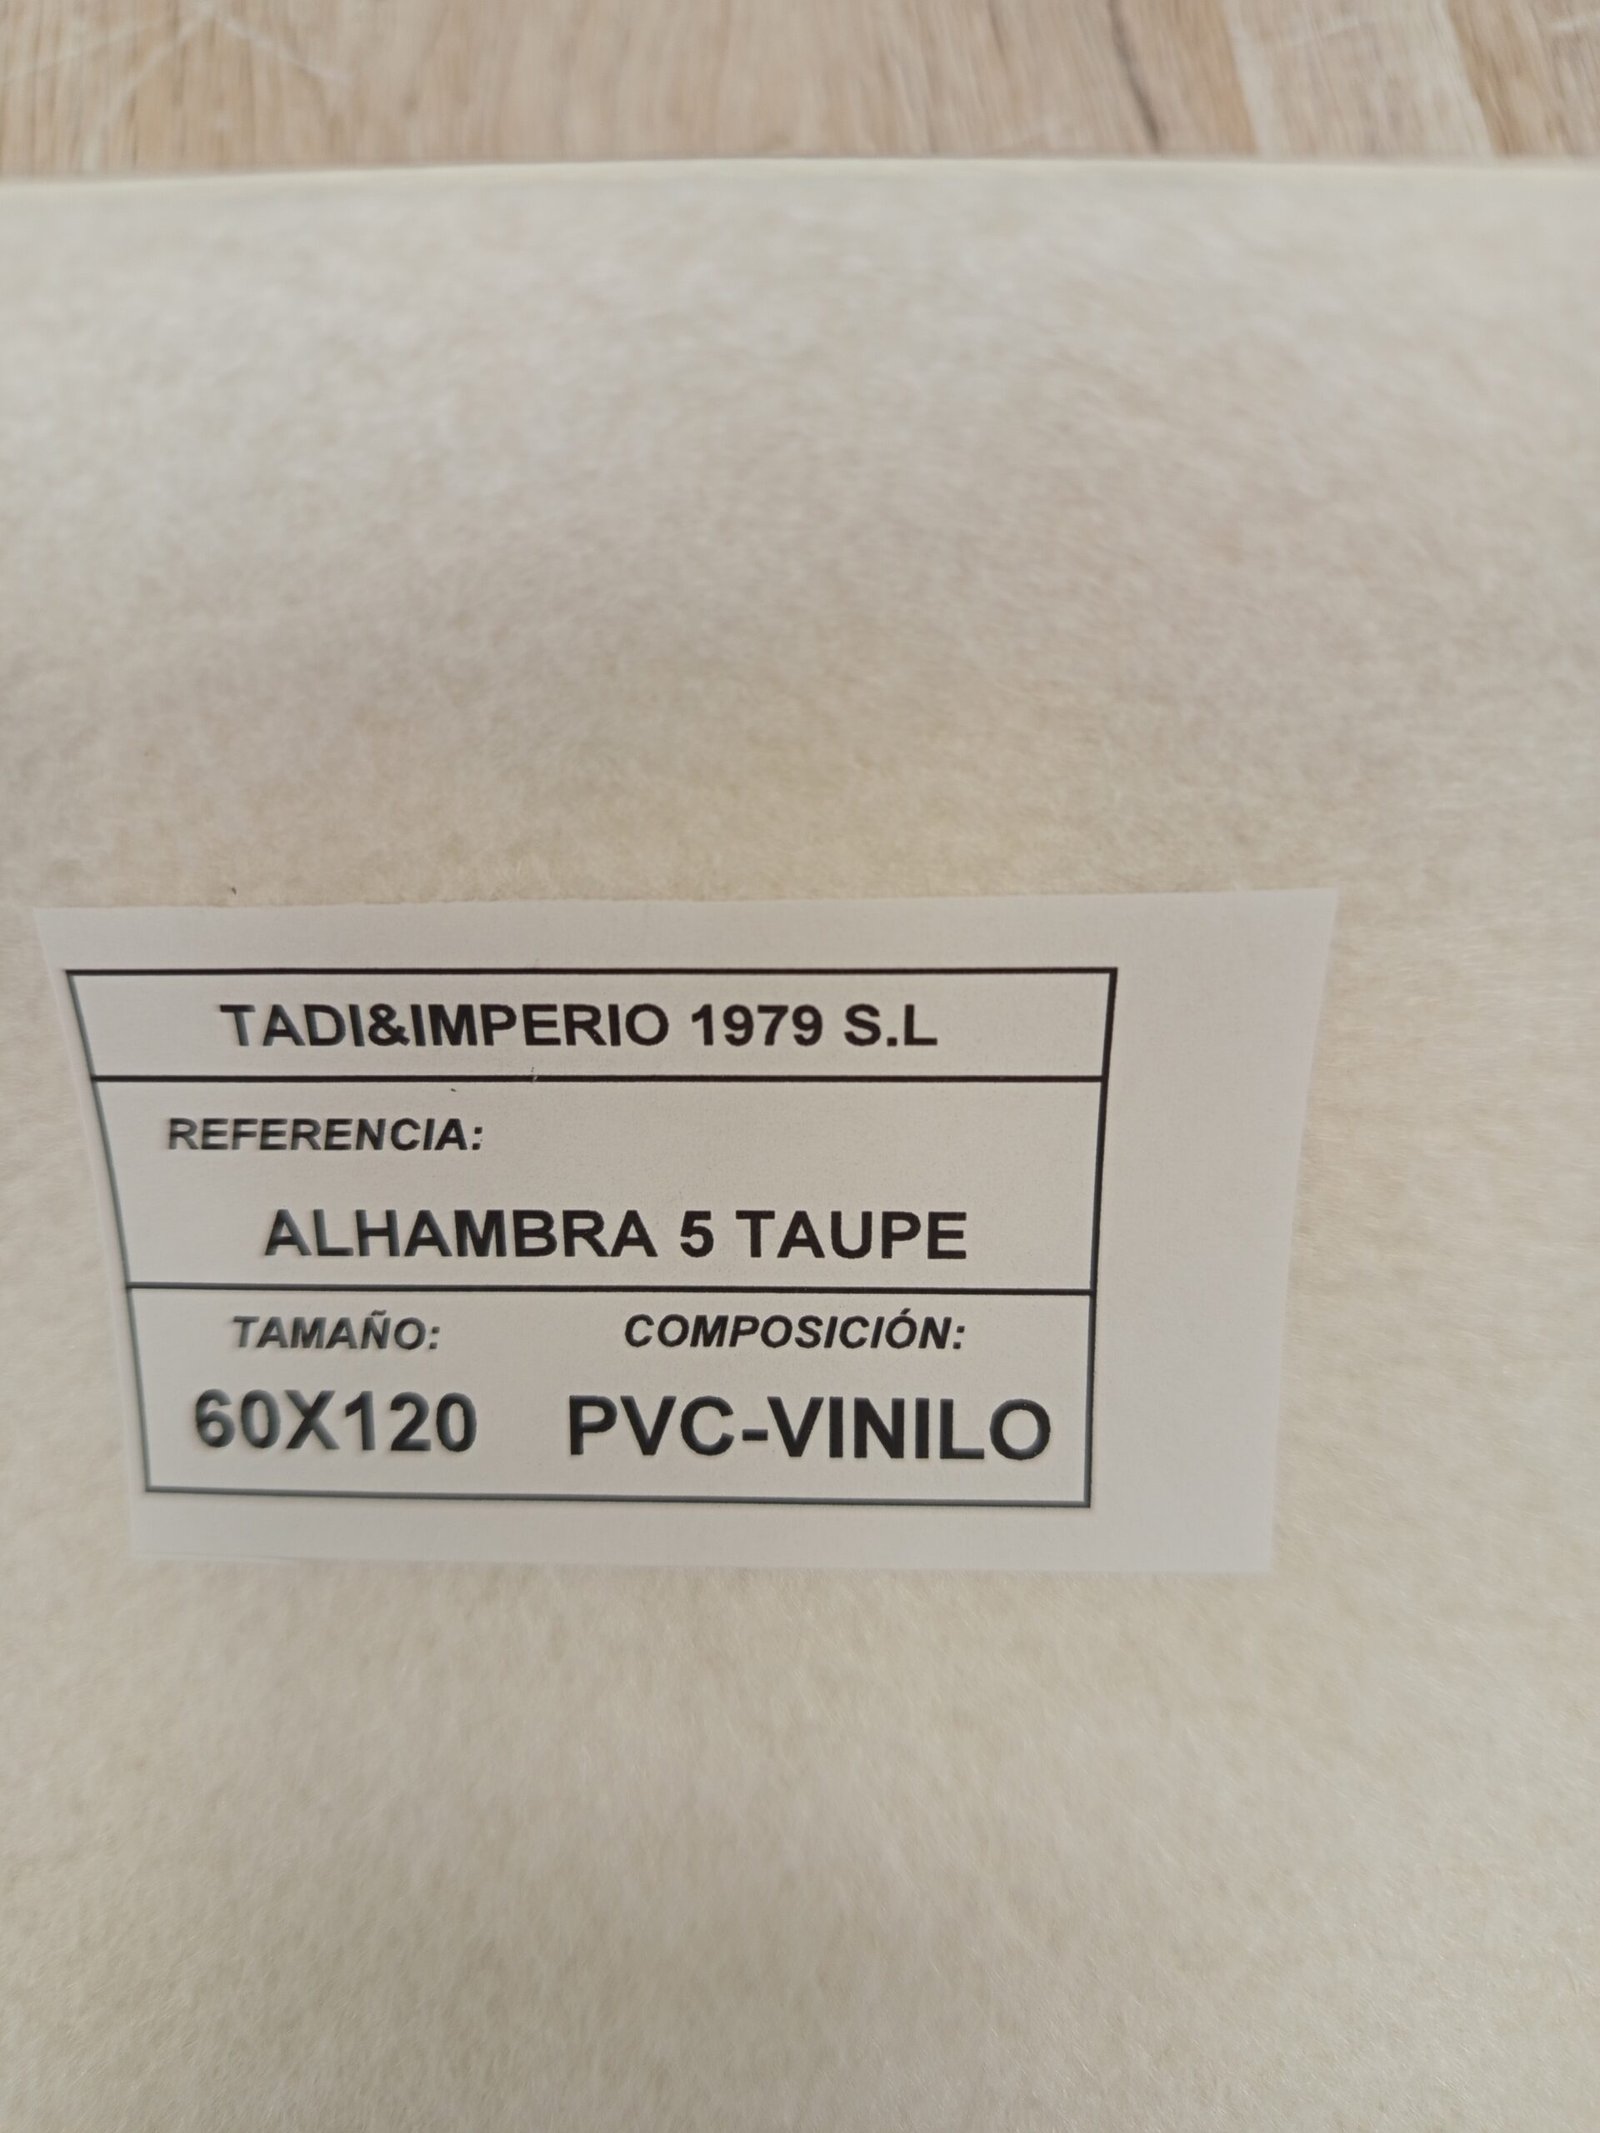 TADI&IMPERIO 1979 S.L
REFERENCIA:
ALHAMBRA 5 TAUPE
TAMAÑO: COMPOSICIÓN:
60X120 PVC-VINILO